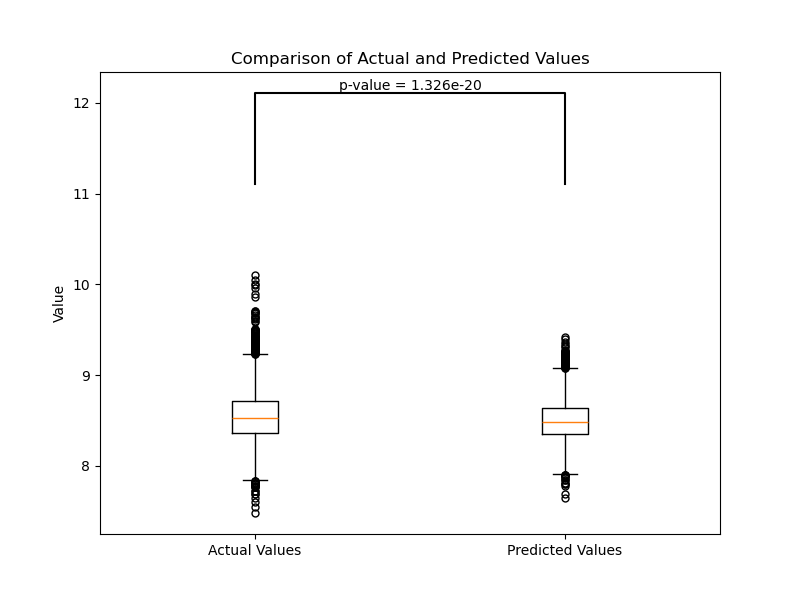 Comparison of Actual and Predicted Values
p-value = 1.326e-20
12
11
10
9
8
Value
Actual Values
Predicted Values